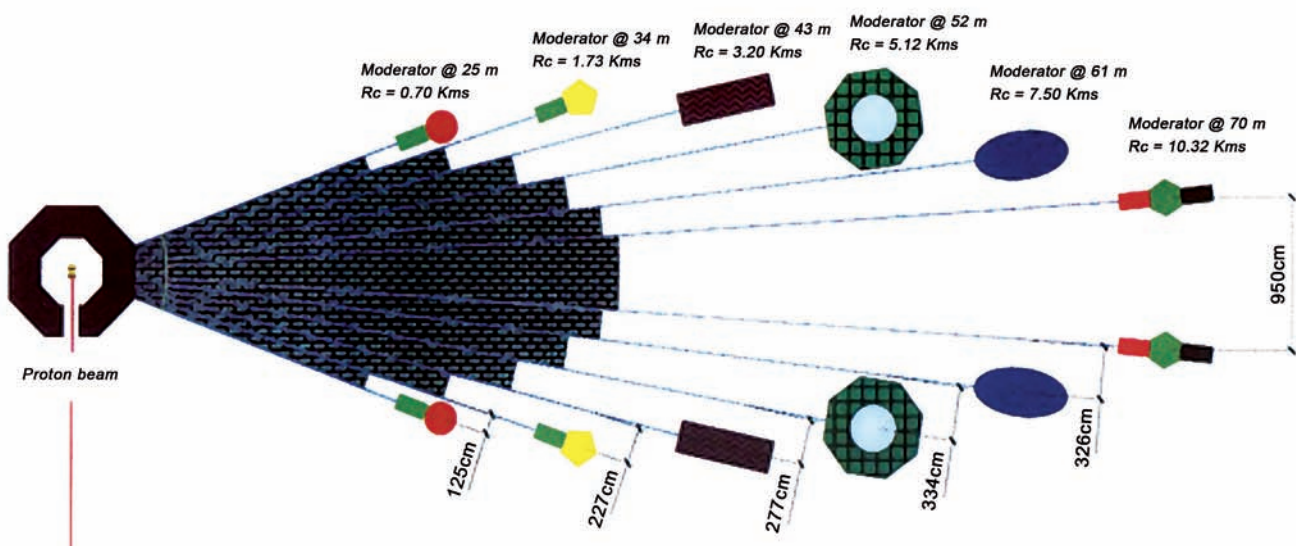 Moderator @ 25 m
Rc = 0.70 Kms
Moderator @ 34 m
Rc = 1.73 Kms
Moderator @ 43 m
Rc = 3.20 Kms
Moderator @ 52 m
Rc = 5.12 Kms
Moderator @ 61 m
Rc = 7.50 Kms
Moderator @ 70 m
Rc = 10.32 Kms
Proton beam
125cm
227cm
277cm
334cm
326cm
950cm